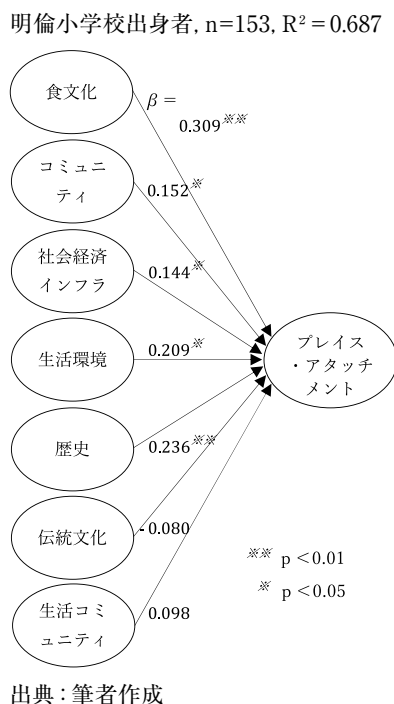 明倫小学校出身者, n=153, R² = 0.687
食文化
β =
0.309※※
コミュニ
ティ
0.152※
社会経済
インフラ
0.144※
プレイス
・アタッチ
メント
生活環境
0.209※
歴史
0.236※※
伝統文化
- 0.080
※※ p <0.01
※ p <0.05
生活コミ
ュニティ
0.098
出典:筆者作成